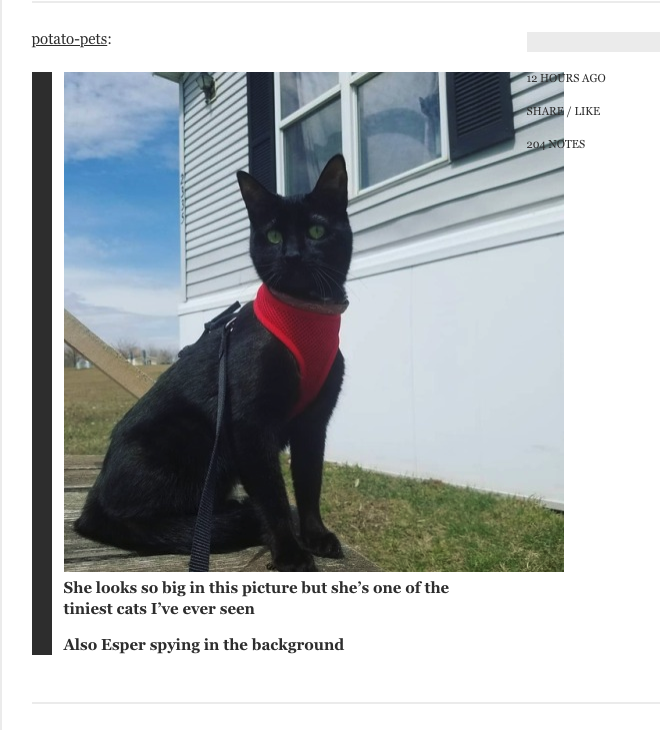 potato-pets:
12 HOURS AGO
SHARE / LIKE
204 NOTES
She looks so big in this picture but she’s one of the
tiniest cats I’ve ever seen
Also Esper spying in the background